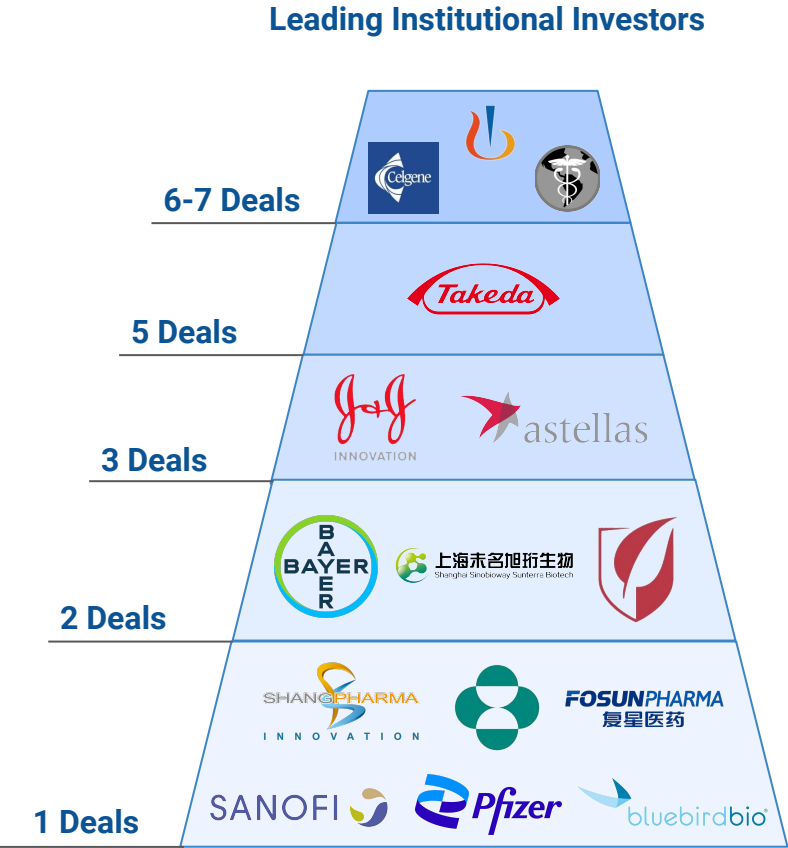 Leading Institutional Investors
Celgene
6-7 Deals
Takeda
5 Deals
J&J
INNOVATION
astellas
3 Deals
BAYER
BAYER
上海未名旭珩生物
Shanghai Sinobioway Sunterre Biotech
2 Deals
SHANGPHARMA
INNOVATION
FOSUNPHARMA
复星医药
SANOFI
Pfizer
bluebirdbio
1 Deals